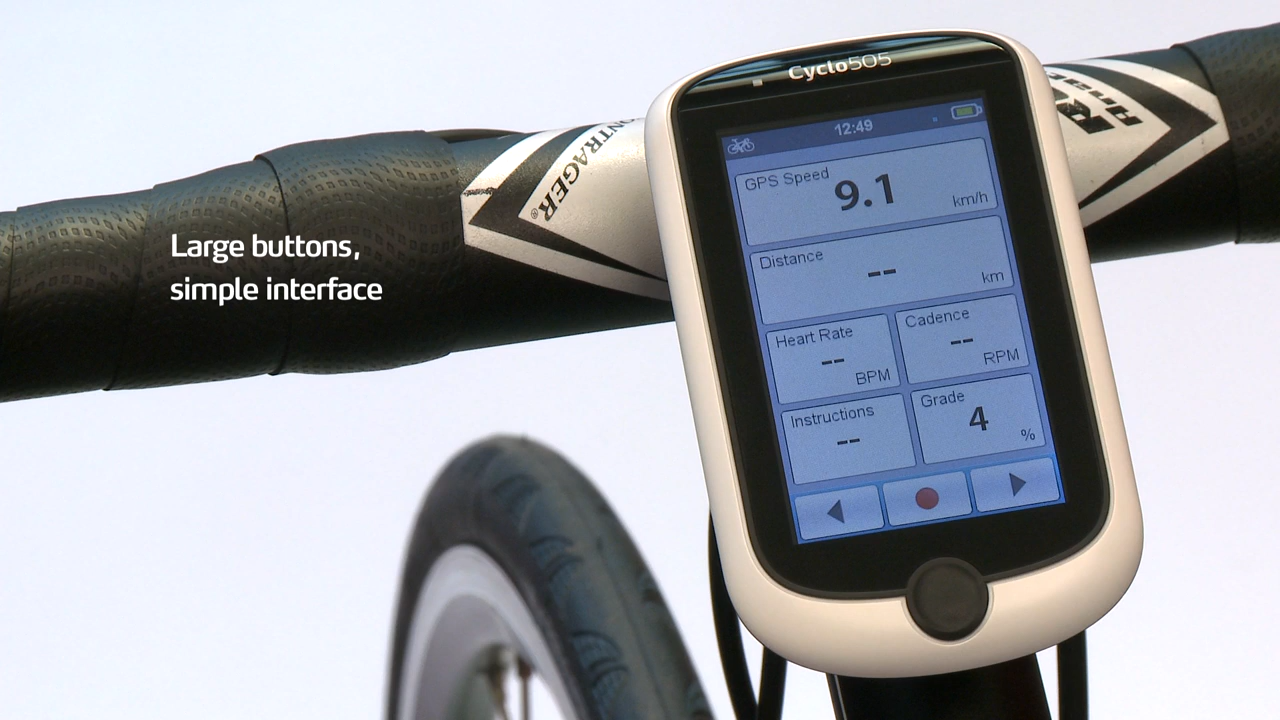 Cyclo505
12:49
GPS Speed
9.1
km/h
Distance
--
km
Heart Rate
--
BPM
Cadence
--
RPM
Instructions
--
Grade
4
%
ONTRAGER®
Large buttons,
simple interface